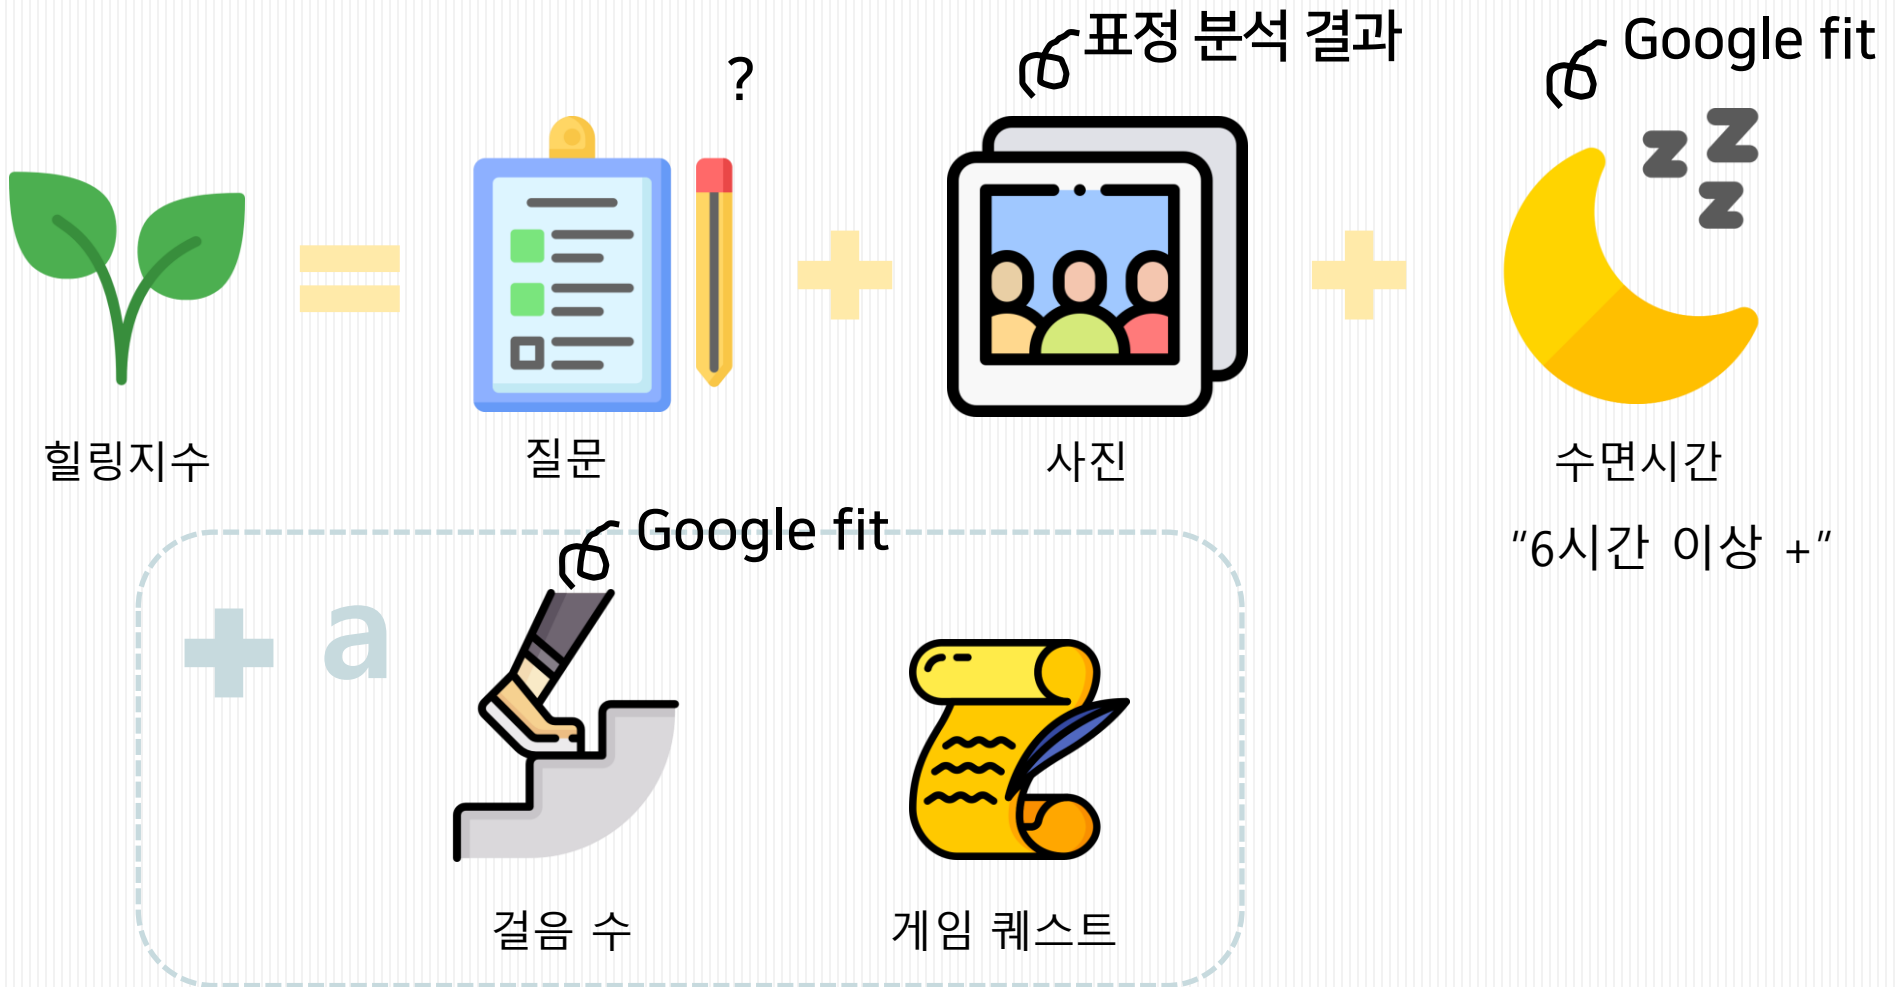 ?
표정 분석 결과
Google fit
힐링지수
질문
사진
수면시간
"6시간 이상 +"
Google fit
+ a
걸음 수
게임 퀘스트